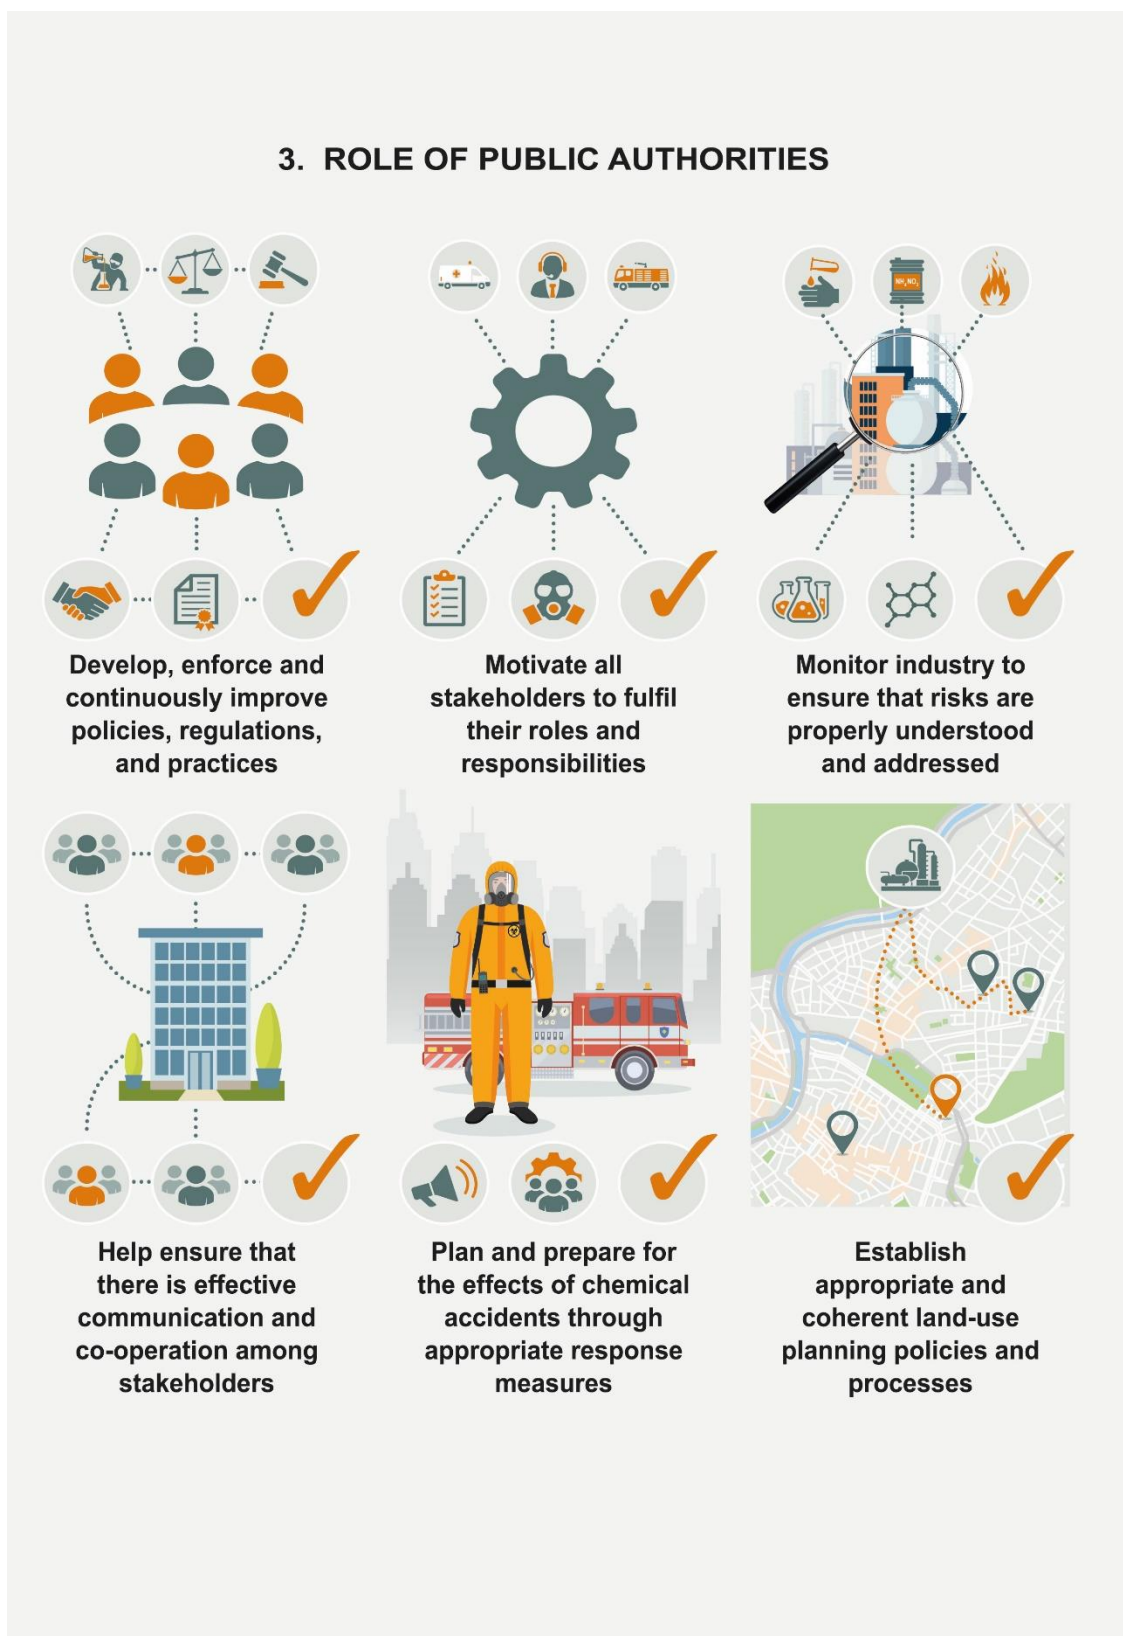 3. ROLE OF PUBLIC AUTHORITIES
NH₄NO₃
Develop, enforce and
continuously improve
policies, regulations,
and practices
Motivate all
stakeholders to fulfil
their roles and
responsibilities
Monitor industry to
ensure that risks are
properly understood
and addressed
Help ensure that
there is effective
communication and
co-operation among
stakeholders
Plan and prepare for
the effects of chemical
accidents through
appropriate response
measures
Establish
appropriate and
coherent land-use
planning policies and
processes